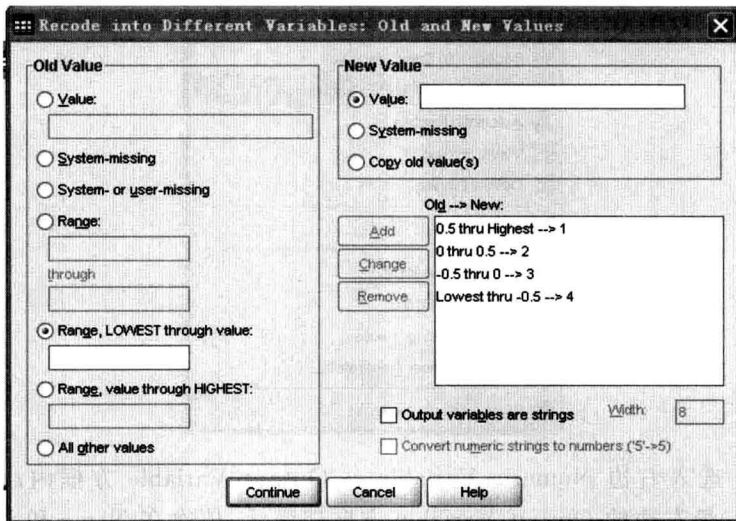 Recode into Different Variables: Old and New Values
Old Value
Value:
System-missing
System- or user-missing
Range:
through
Range, LOWEST through value:
Range, value through HIGHEST:
All other values
New Value
Value:
System-missing
Copy old value(s)
Old --> New:
Add
Change
Remove
0.5 thru Highest --> 1
0 thru 0.5 --> 2
-0.5 thru 0 --> 3
Lowest thru -0.5 --> 4
Output variables are strings
Width:
8
Convert numeric strings to numbers ('5'->5)
Continue
Cancel
Help